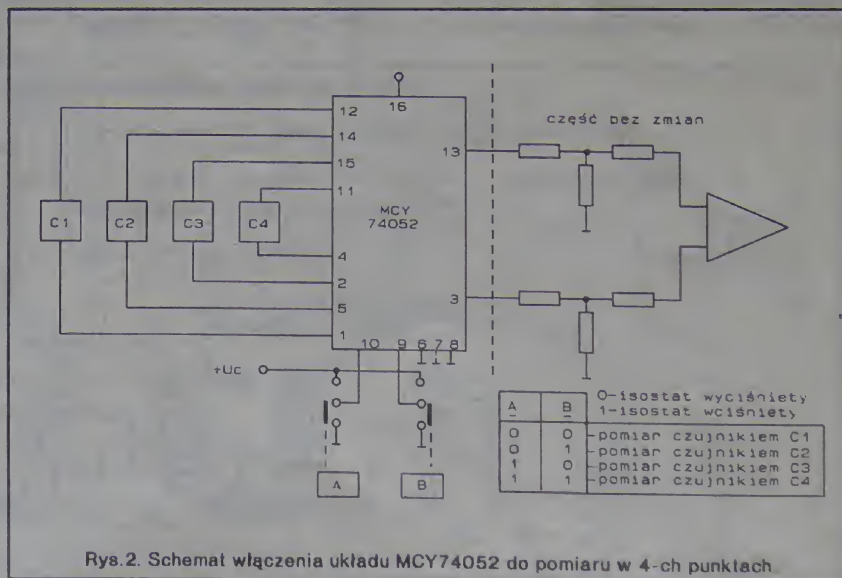 16
część bez zmian
12
14
15
11
13
MCY
74052
C1
C2
C3
C4
4
2
5
1
3
10 9 6 7 8
+Uc
A
B
A B
0-isostat wyciśniety
1-isostat wciśniety
0 0 -pomiar czujnikiem C1
0 1 -pomiar czujnikiem C2
1 0 -pomiar czujnikiem C3
1 1 -pomiar czujnikiem C4
Rys.2. Schemat włączenia układu MCY74052 do pomiaru w 4-ch punktach